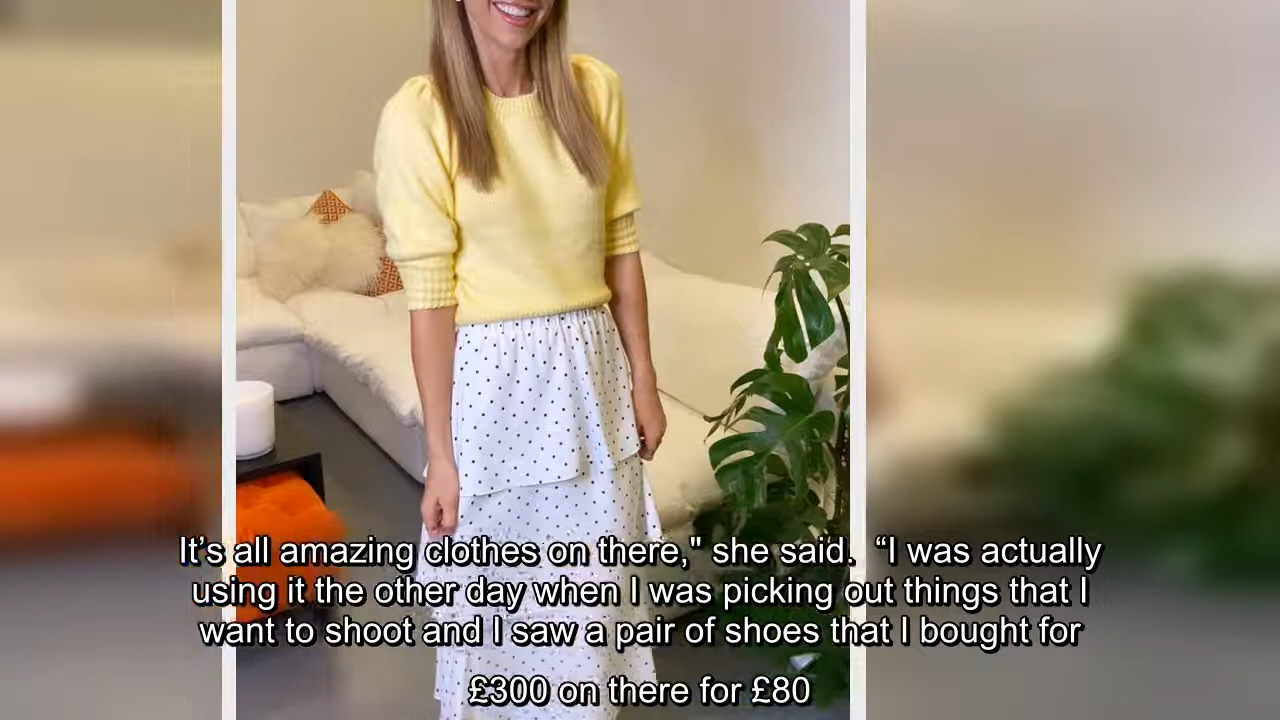 It’s all amazing clothes on there," she said.  “I was actually
using it the other day when I was picking out things that I
want to shoot and I saw a pair of shoes that I bought for
£300 on there for £80